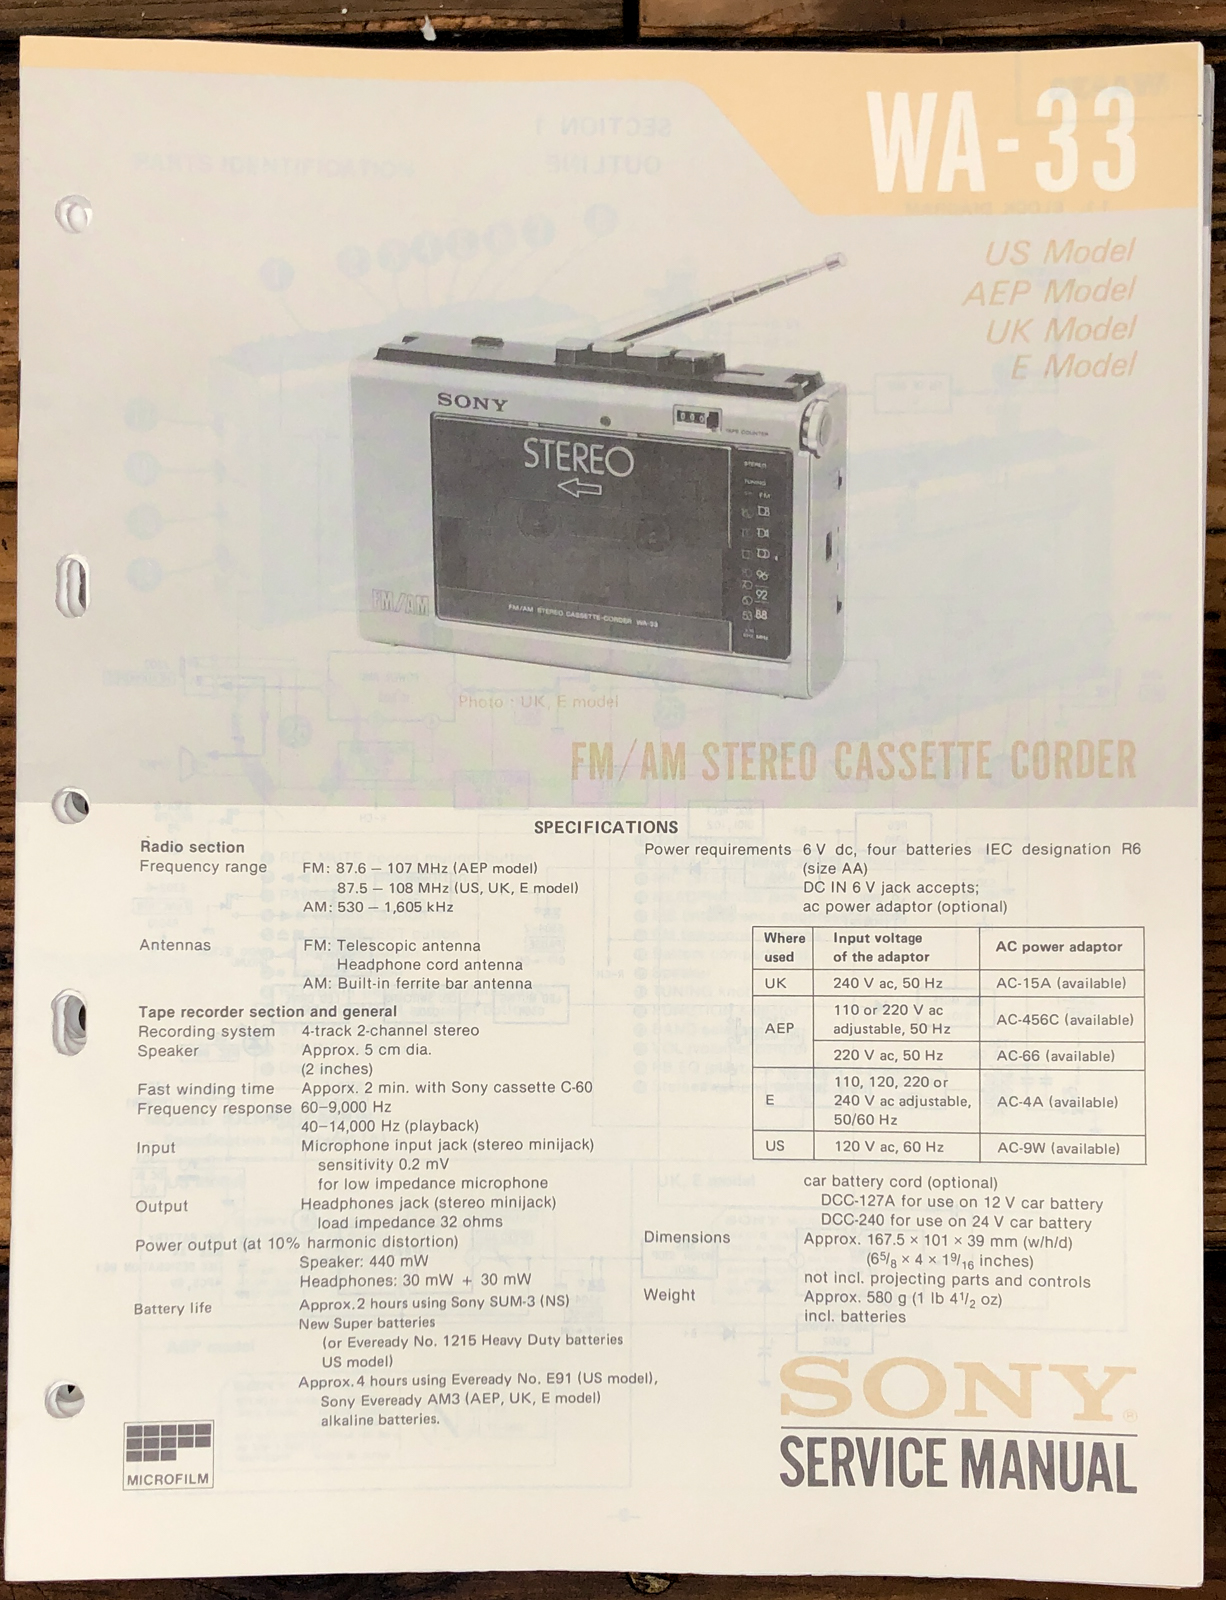 WA-33
US Model
AEP Model
UK Model
E Model
SONY
TAPE COUNTER
STEREO
STEREO
TUNING
FM
96
92
88
FM/AM
FM/AM STEREO CASSETTE-CORDER WA-33
Photo : UK, E model
FM/AM STEREO CASSETTE CORDER
SPECIFICATIONS
Radio section
Frequency range FM: 87.6 – 107 MHz (AEP model)
87.5 – 108 MHz (US, UK, E model)
AM: 530 – 1,605 kHz
Antennas FM: Telescopic antenna
Headphone cord antenna
AM: Built-in ferrite bar antenna
Tape recorder section and general
Recording system 4-track 2-channel stereo
Speaker Approx. 5 cm dia.
(2 inches)
Fast winding time Apporx. 2 min. with Sony cassette C-60
Frequency response 60–9,000 Hz
40–14,000 Hz (playback)
Input Microphone input jack (stereo minijack)
sensitivity 0.2 mV
for low impedance microphone
Output Headphones jack (stereo minijack)
load impedance 32 ohms
Power output (at 10% harmonic distortion)
Speaker: 440 mW
Headphones: 30 mW + 30 mW
Battery life Approx. 2 hours using Sony SUM-3 (NS)
New Super batteries
(or Eveready No. 1215 Heavy Duty batteries
US model)
Approx. 4 hours using Eveready No. E91 (US model),
Sony Eveready AM3 (AEP, UK, E model)
alkaline batteries.
MICROFILM
Power requirements 6 V dc, four batteries IEC designation R6
(size AA)
DC IN 6 V jack accepts;
ac power adaptor (optional)
Where used Input voltage of the adaptor AC power adaptor
UK 240 V ac, 50 Hz AC-15A (available)
AEP 110 or 220 V ac adjustable, 50 Hz AC-456C (available)
220 V ac, 50 Hz AC-66 (available)
E 110, 120, 220 or 240 V ac adjustable, 50/60 Hz AC-4A (available)
US 120 V ac, 60 Hz AC-9W (available)
car battery cord (optional)
DCC-127A for use on 12 V car battery
DCC-240 for use on 24 V car battery
Dimensions Approx. 167.5 × 101 × 39 mm (w/h/d)
(6 5/8 × 4 × 1 9/16 inches)
not incl. projecting parts and controls
Weight Approx. 580 g (1 lb 4 1/2 oz)
incl. batteries
SONY®
SERVICE MANUAL